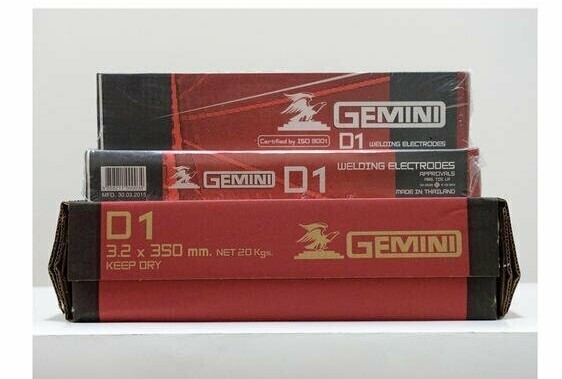 GEMINI
Certified by ISO 9001
D1 WELDING ELECTRODES
GEMINI D1
WELDING ELECTRODES
APPROVALS
MFD. 30.03.2015
MADE IN THAILAND
D1
3.2 x 350 mm. NET 20 Kgs.
KEEP DRY
GEMINI